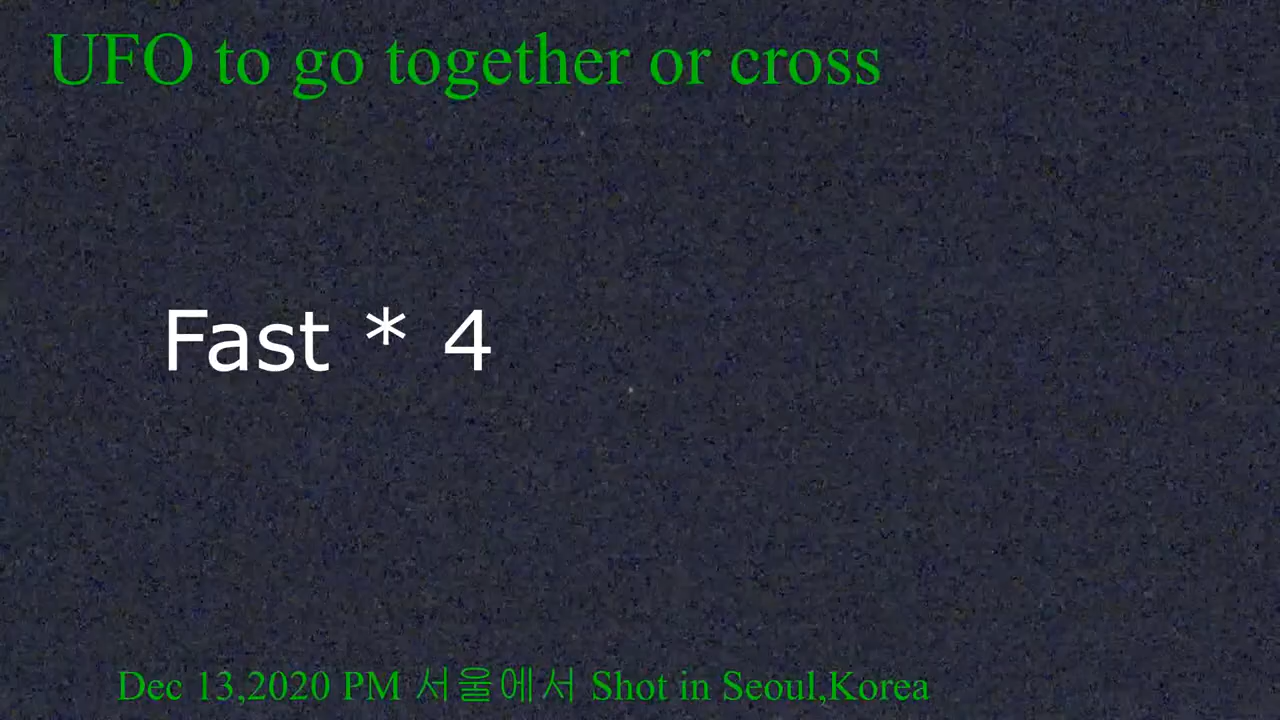 UFO to go together or cross
Fast * 4
Dec 13,2020 PM 서울에서 Shot in Seoul,Korea